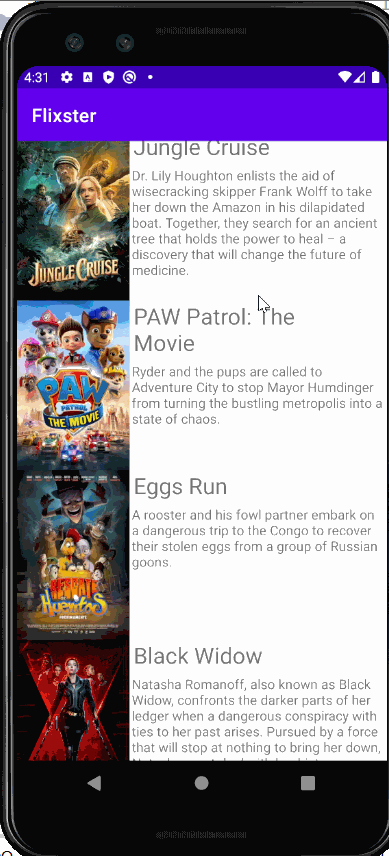 4:31
Flixster
Jungle Cruise
Dr. Lily Houghton enlists the aid of
wisecracking skipper Frank Wolff to take
her down the Amazon in his dilapidated
boat. Together, they search for an ancient
tree that holds the power to heal – a
discovery that will change the future of
medicine.
JUNGLE CRUISE
PAW Patrol: The
Movie
Ryder and the pups are called to
Adventure City to stop Mayor Humdinger
from turning the bustling metropolis into a
state of chaos.
PAW
PATROL
THE MOVIE
Eggs Run
A rooster and his fowl partner embark on
a dangerous trip to the Congo to recover
their stolen eggs from a group of Russian
goons.
Huevitos
Black Widow
Natasha Romanoff, also known as Black
Widow, confronts the darker parts of her
ledger when a dangerous conspiracy with
ties to her past arises. Pursued by a force
that will stop at nothing to bring her down,